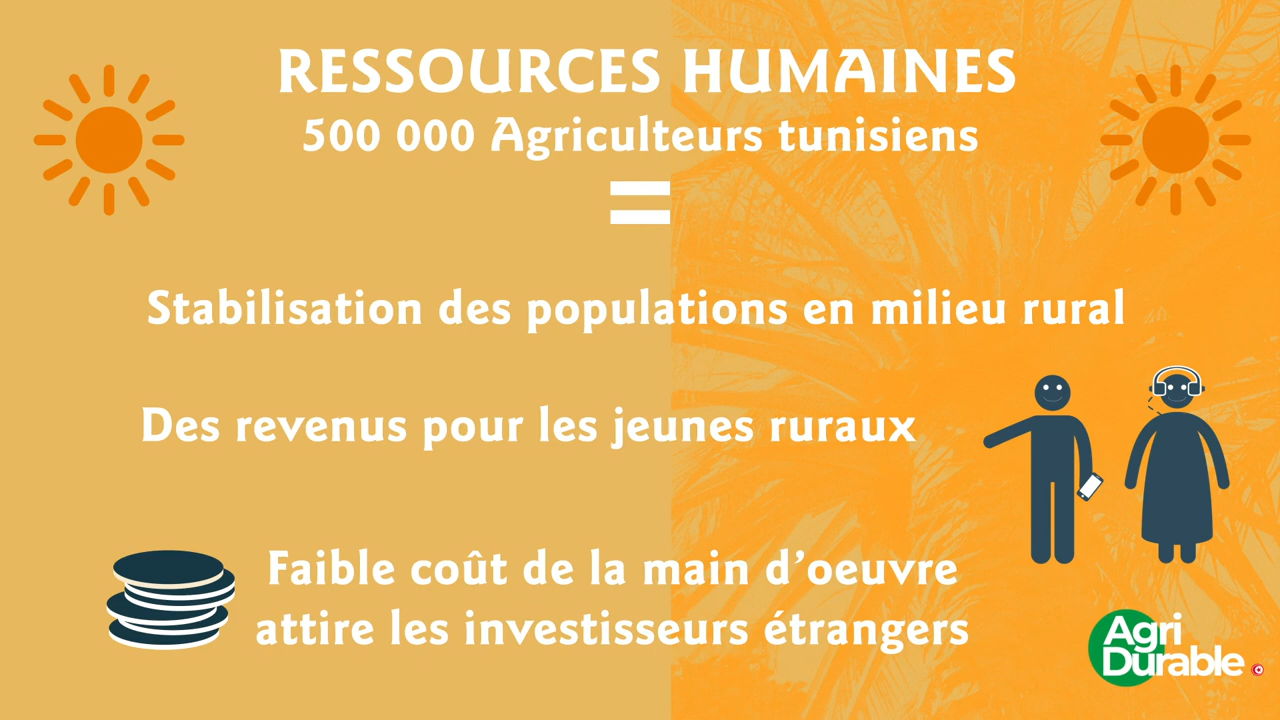 RESSOURCES HUMAINES
500 000 Agriculteurs tunisiens
=
Stabilisation des populations en milieu rural
Des revenus pour les jeunes ruraux
Faible coût de la main d'oeuvre
attire les investisseurs étrangers
Agri
Durable